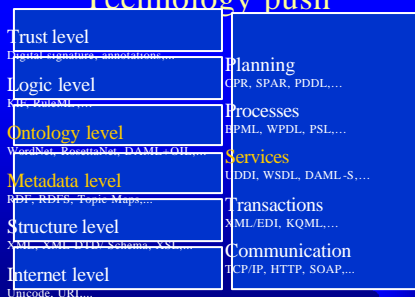 Technology push
Trust level
Digital signature, annotations,...
Logic level
KIF, RuleML,…
Ontology level
WordNet, RosettaNet, DAML+OIL,…
Metadata level
RDF, RDFS, Topic Maps,...
Structure level
XML, XML DTD/ Schema, XSL,...
Internet level
Unicode, URI,...
Planning
CPR, SPAR, PDDL,…
Processes
BPML, WPDL, PSL,…
Services
UDDI, WSDL, DAML-S,…
Transactions
XML/EDI, KQML,…
Communication
TCP/IP, HTTP, SOAP,...